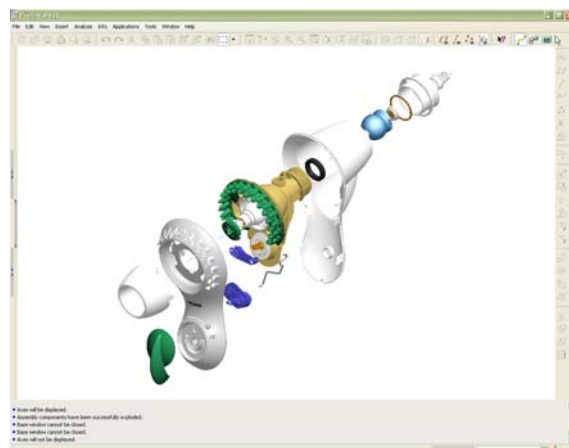 File Edit View Insert Analysis Info Applications Tools Window Help
Axes will be displayed.
Assembly components have been successfully exploded.
Base window cannot be closed.
Base window cannot be closed.
Axes will not be displayed.